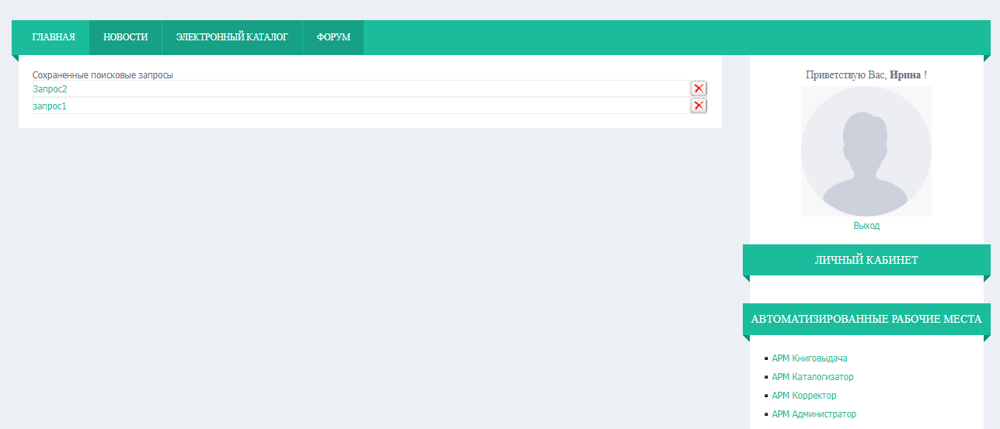 ГЛАВНАЯ НОВОСТИ ЭЛЕКТРОННЫЙ КАТАЛОГ ФОРУМ
Сохраненные поисковые запросы
Запрос2
запрос1
Приветствую Вас, Ирина !
Выход
ЛИЧНЫЙ КАБИНЕТ
АВТОМАТИЗИРОВАННЫЕ РАБОЧИЕ МЕСТА
АРМ Книговыдача
АРМ Каталогизатор
АРМ Корректор
АРМ Администратор